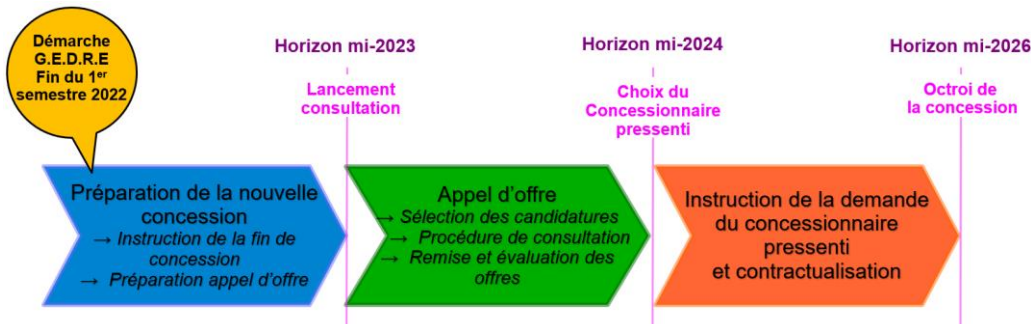 Démarche
G.E.D.R.E
Fin du 1er
semestre 2022
Horizon mi-2023
Lancement
consultation
Horizon mi-2024
Choix du
Concessionnaire
pressenti
Horizon mi-2026
Octroi de
la concession
Préparation de la nouvelle
concession
→ Instruction de la fin de
concession
→ Préparation appel d'offre
Appel d'offre
→ Sélection des candidatures
→ Procédure de consultation
→ Remise et évaluation des
offres
Instruction de la demande
du concessionnaire
pressenti
et contractualisation